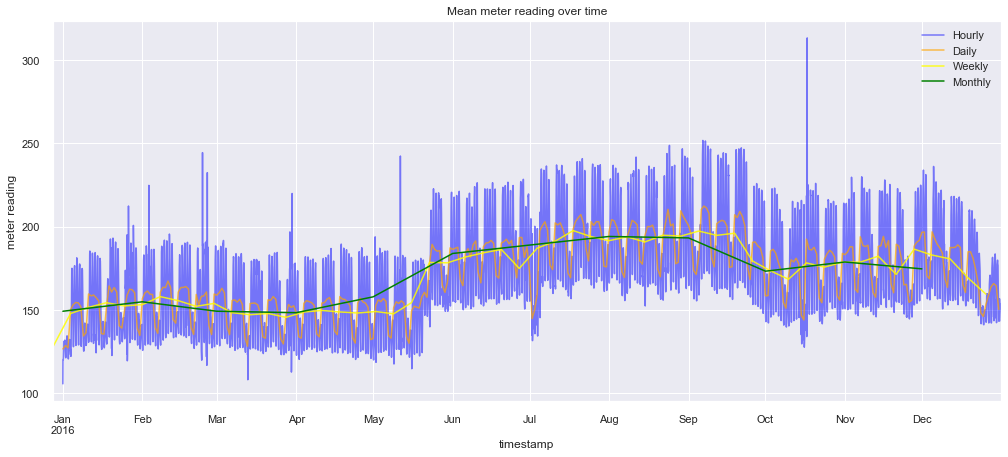 Mean meter reading over time
Hourly
Daily
Weekly
Monthly
300
250
200
150
100
meter reading
Jan Feb Mar Apr May Jun Jul Aug Sep Oct Nov Dec
2016
timestamp